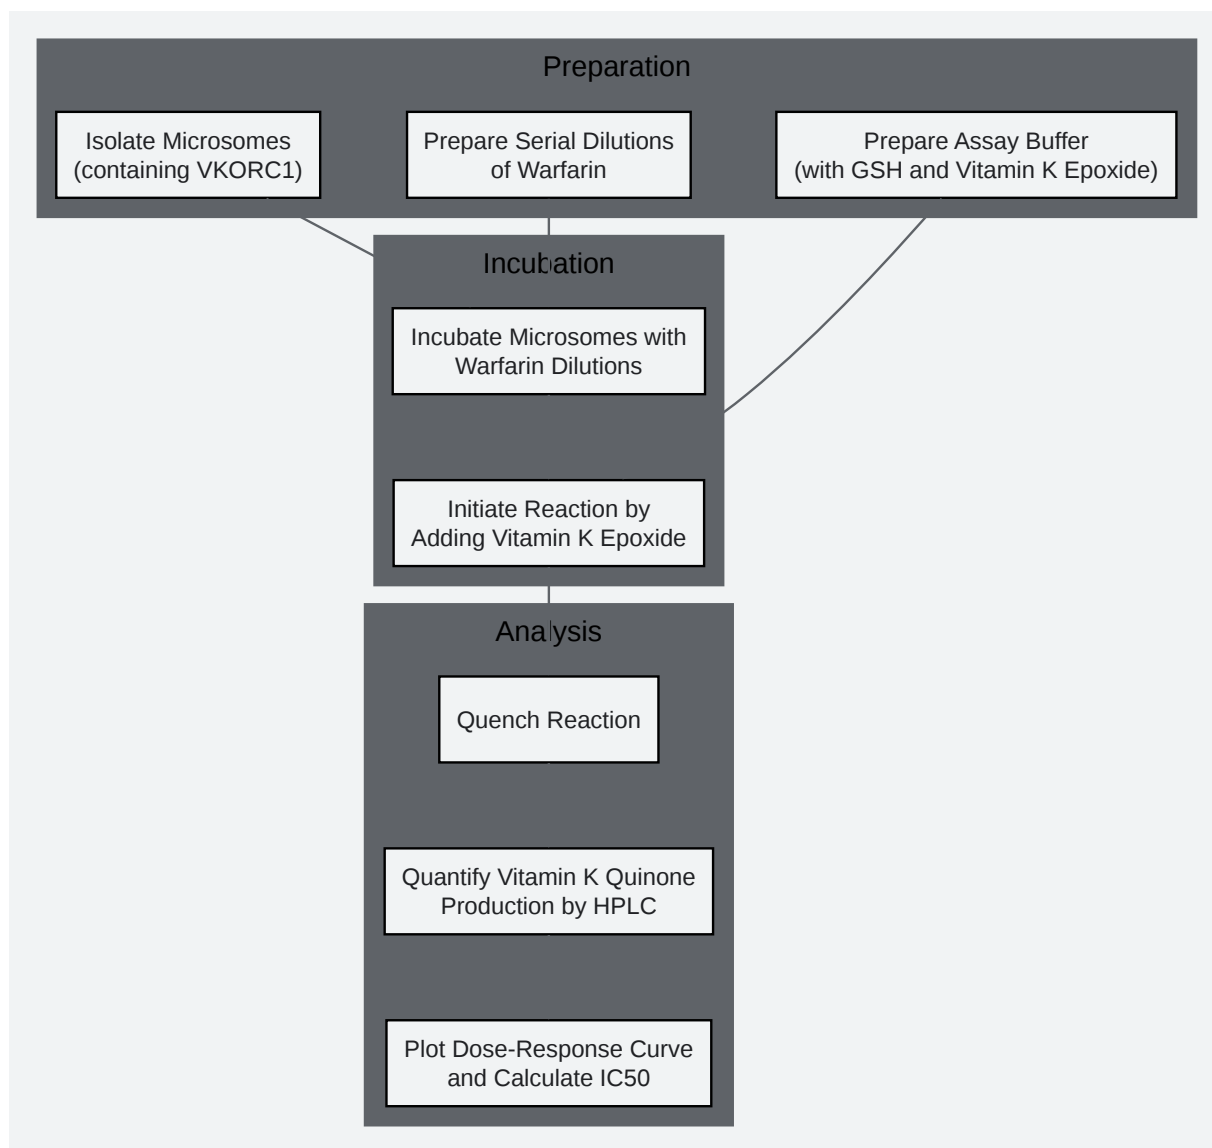 Preparation
Isolate Microsomes
(containing VKORC1)
Prepare Serial Dilutions
of Warfarin
Prepare Assay Buffer
(with GSH and Vitamin K Epoxide)
Incubation
Incubate Microsomes with
Warfarin Dilutions
Initiate Reaction by
Adding Vitamin K Epoxide
Analysis
Quench Reaction
Quantify Vitamin K Quinone
Production by HPLC
Plot Dose-Response Curve
and Calculate IC50